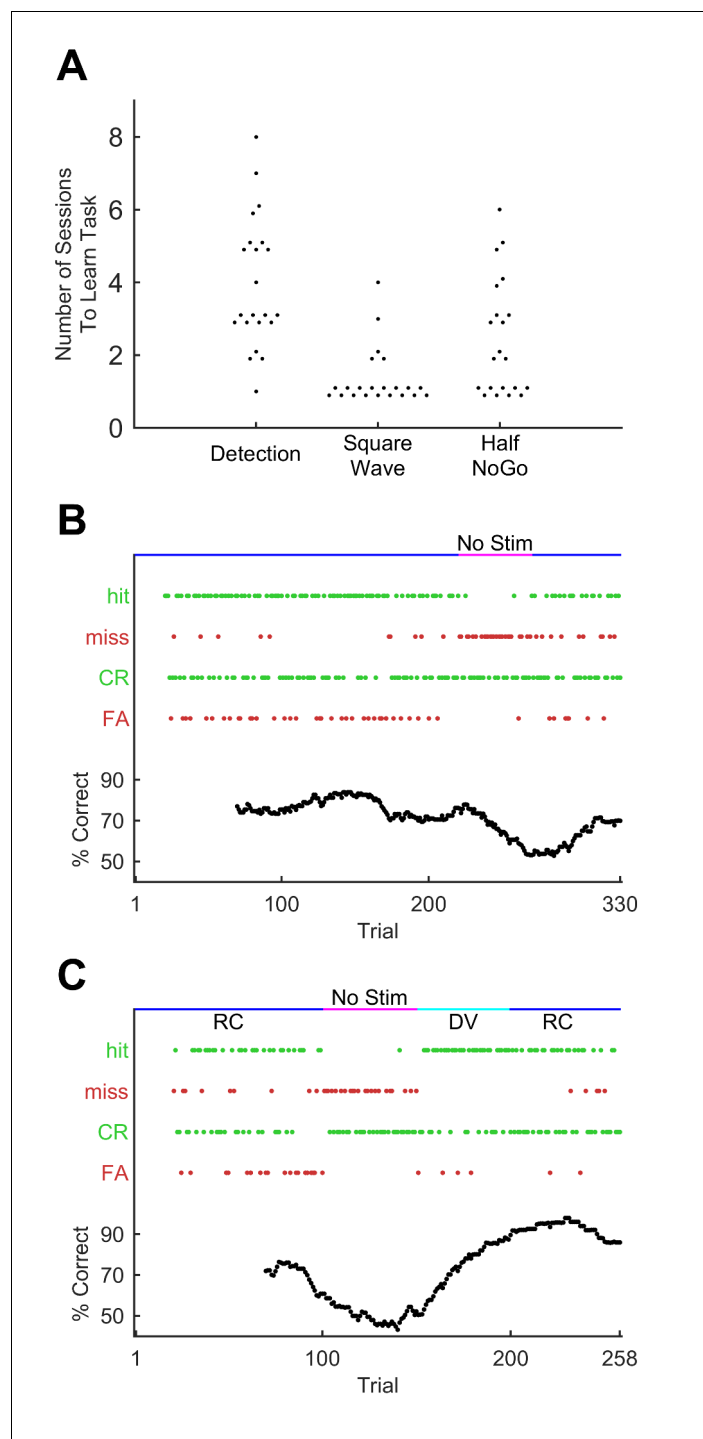 A
Number of Sessions
To Learn Task
8
6
4
2
0
Detection
Square
Wave
Half
NoGo
B
No Stim
hit
miss
CR
FA
% Correct
90
70
50
1
100
200
330
Trial
C
No Stim
RC
DV
RC
hit
miss
CR
FA
% Correct
90
70
50
1
100
200
258
Trial